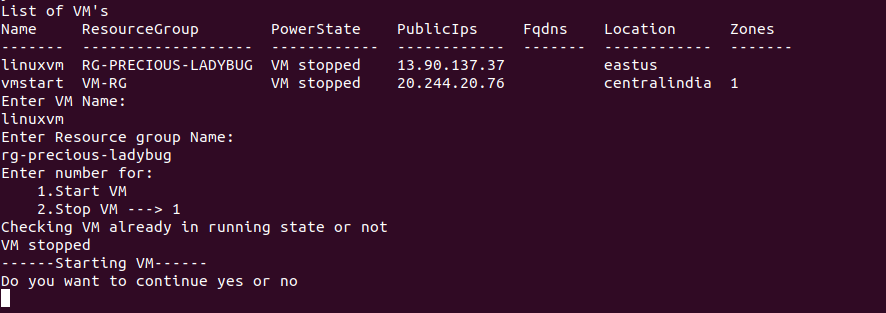 List of VM's
Name     ResourceGroup        PowerState    PublicIps     Fqdns    Location      Zones
-------  -------------------  ------------  ------------  -------  ------------  -------
linuxvm  RG-PRECIOUS-LADYBUG  VM stopped    13.90.137.37           eastus
vmstart  VM-RG                VM stopped    20.244.20.76           centralindia  1
Enter VM Name:
linuxvm
Enter Resource group Name:
rg-precious-ladybug
Enter number for:
    1.Start VM
    2.Stop VM ---> 1
Checking VM already in running state or not
VM stopped
------Starting VM------
Do you want to continue yes or no